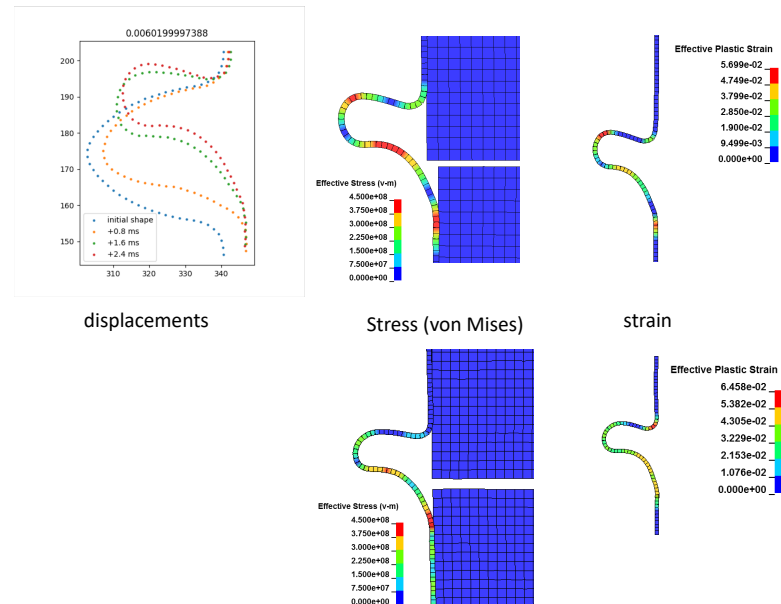 0.0060199997388
200
190
180
170
160
150
310
320
330
340
initial shape
+0.8 ms
+1.6 ms
+2.4 ms
displacements
Effective Stress (v-m)
4.500e+08
3.750e+08
3.000e+08
2.250e+08
1.500e+08
7.500e+07
0.000e+00
Stress (von Mises)
Effective Plastic Strain
5.699e-02
4.749e-02
3.799e-02
2.850e-02
1.900e-02
9.499e-03
0.000e+00
strain
Effective Stress (v-m)
4.500e+08
3.750e+08
3.000e+08
2.250e+08
1.500e+08
7.500e+07
0.000e+00
Effective Plastic Strain
6.458e-02
5.382e-02
4.305e-02
3.229e-02
2.153e-02
1.076e-02
0.000e+00